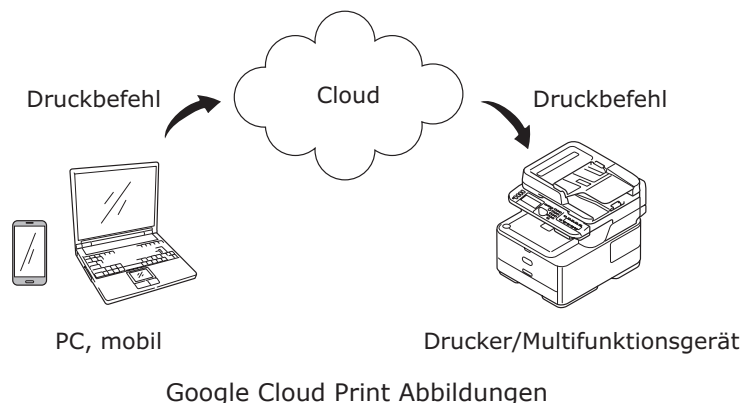 Cloud
Druckbefehl
Druckbefehl
PC, mobil
Drucker/Multifunktionsgerät
Google Cloud Print Abbildungen